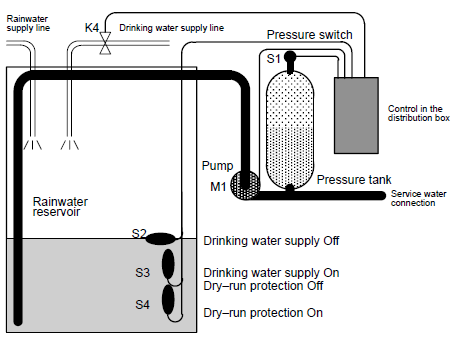 Rainwater
supply line
K4
Drinking water supply line
Pressure switch
S1
Control in the
distribution box
Pump
M1
Pressure tank
Service water
connection
Rainwater
reservoir
S2
Drinking water supply Off
S3
Drinking water supply On
Dry–run protection Off
S4
Dry–run protection On